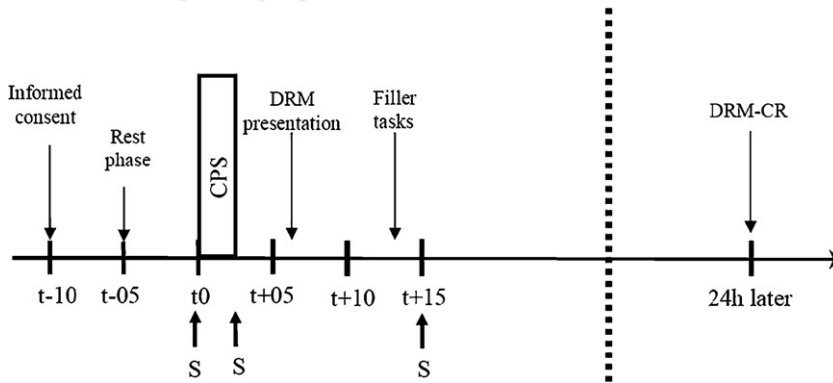 Informed
consent
Rest
phase
CPS
DRM
presentation
Filler
tasks
DRM-CR
t-10
t-05
t0
t+05
t+10
t+15
24h later
S
S
S